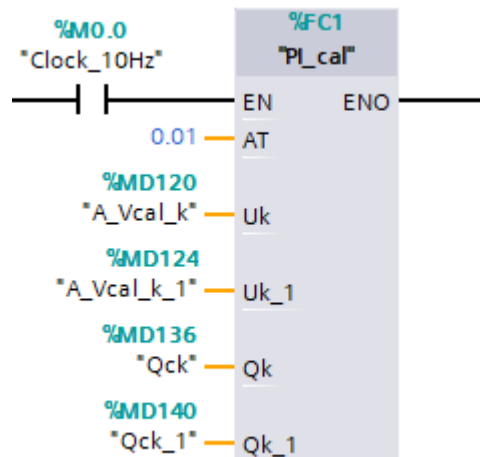 %M0.0
"Clock_10Hz"
%FC1
"PI_cal"
EN ENO
0.01 AT
%MD120
"A_Vcal_k" Uk
%MD124
"A_Vcal_k_1" Uk_1
%MD136
"Qck" Qk
%MD140
"Qck_1" Qk_1